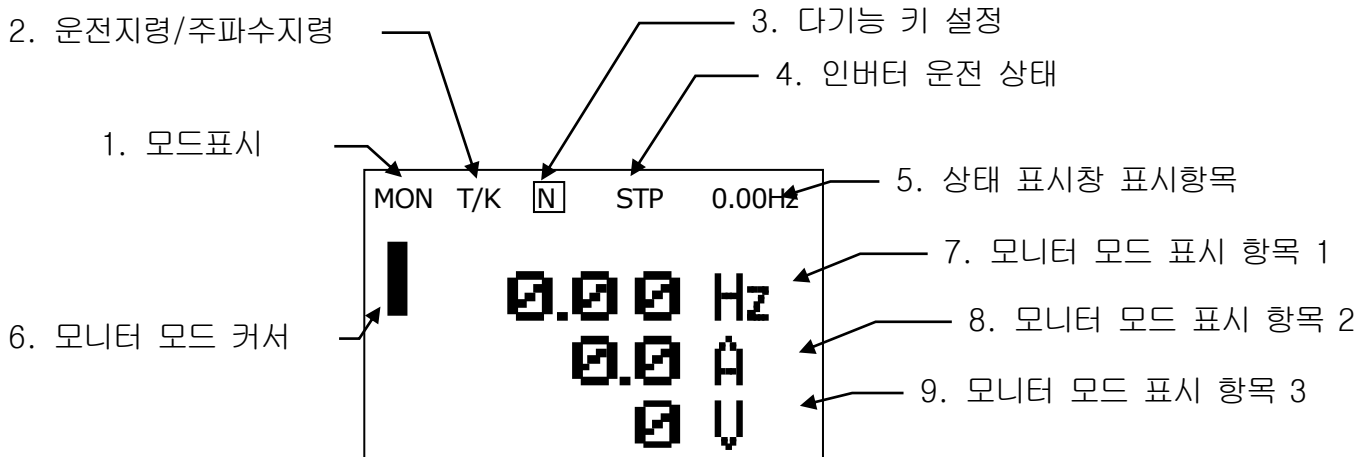 2. 운전지령/주파수지령
3. 다기능 키 설정
4. 인버터 운전 상태
1. 모드표시
5. 상태 표시창 표시항목
MON T/K N STP 0.00Hz
7. 모니터 모드 표시 항목 1
0.00 Hz
6. 모니터 모드 커서
8. 모니터 모드 표시 항목 2
0.0 A
9. 모니터 모드 표시 항목 3
0 V